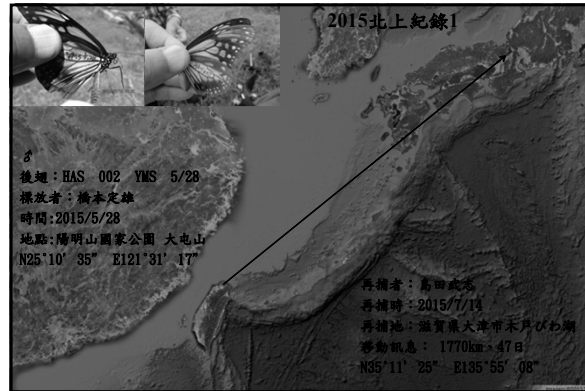 2015北上紀錄1
♂
後翅：HAS 002 YMS 5/28
標放者：橋本定雄
時間:2015/5/28
地點:陽明山國家公園 大屯山
N25°10' 35" E121°31' 17"
再捕者：島田武志
再捕時：2015/7/14
再捕地：滋賀県大津市木戸びわ湖
移動訊息： 1770km，47日
N35°11' 25" E135°55' 08"